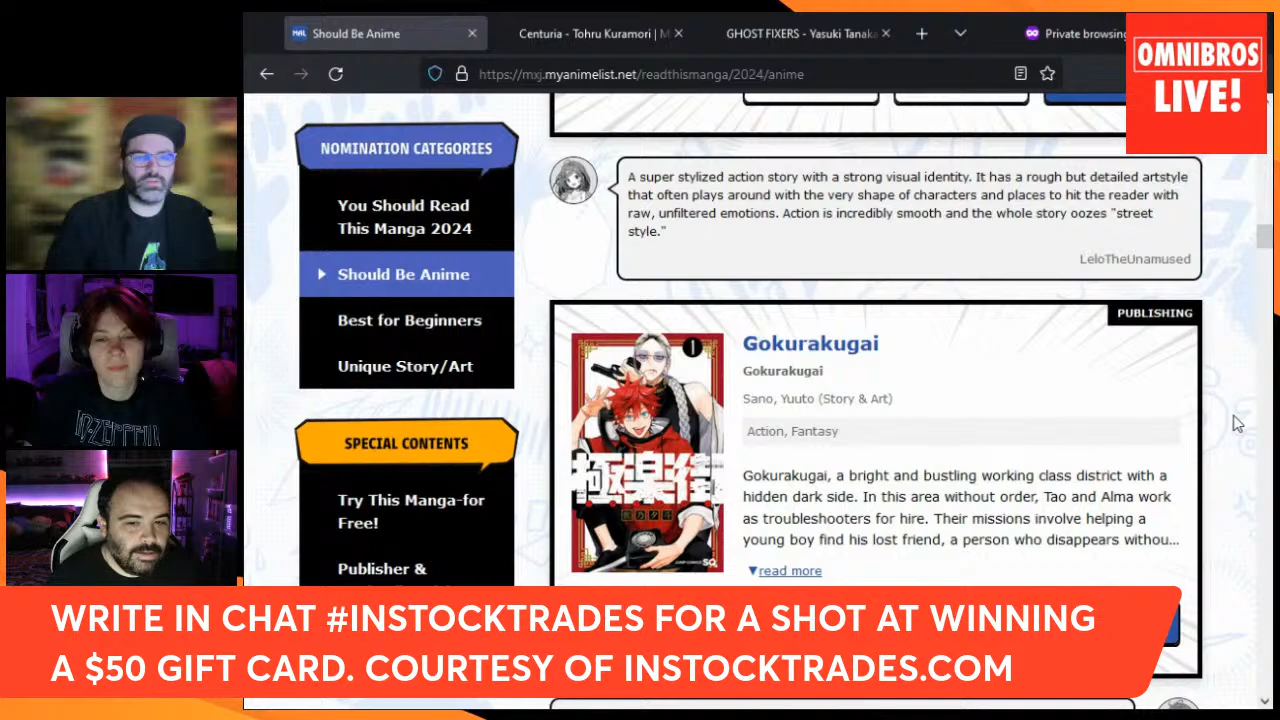 Should Be Anime
Centuria - Tohru Kuramori | M
GHOST FIXERS - Yasuki Tanaka
Private browsing
https://mxj.myanimelist.net/readthismanga/2024/anime
OMNIBROS
LIVE!
NOMINATION CATEGORIES
You Should Read
This Manga 2024
Should Be Anime
Best for Beginners
Unique Story/Art
SPECIAL CONTENTS
Try This Manga-for
Free!
Publisher &
A super stylized action story with a strong visual identity. It has a rough but detailed artstyle
that often plays around with the very shape of characters and places to hit the reader with
raw, unfiltered emotions. Action is incredibly smooth and the whole story oozes "street
style."
LeloTheUnamused
PUBLISHING
1
極楽街
JUMP COMICS SQ.
Gokurakugai
Gokurakugai
Sano, Yuuto (Story & Art)
Action, Fantasy
Gokurakugai, a bright and bustling working class district with a
hidden dark side. In this area without order, Tao and Alma work
as troubleshooters for hire. Their missions involve helping a
young boy find his lost friend, a person who disappears withou...
▼read more
WRITE IN CHAT #INSTOCKTRADES FOR A SHOT AT WINNING
A $50 GIFT CARD. COURTESY OF INSTOCKTRADES.COM